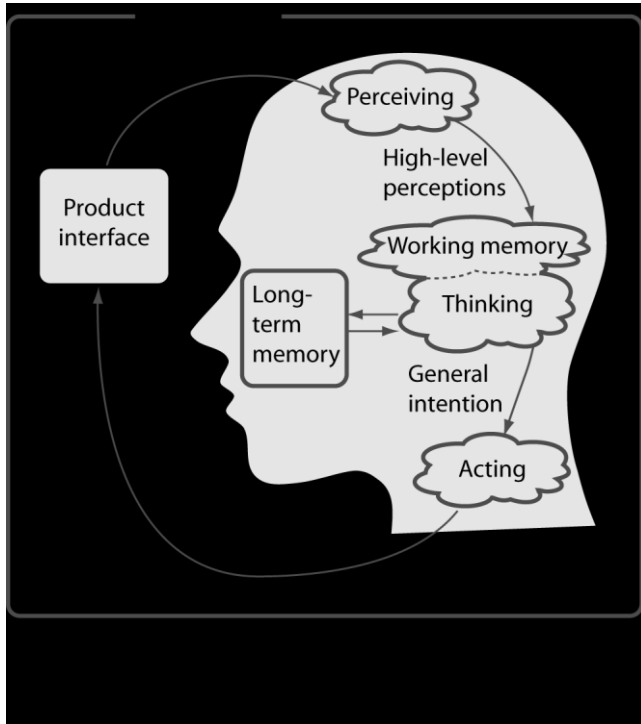 Perceiving
High-level
perceptions
Product
interface
Working memory
Thinking
Long-
term
memory
General
intention
Acting